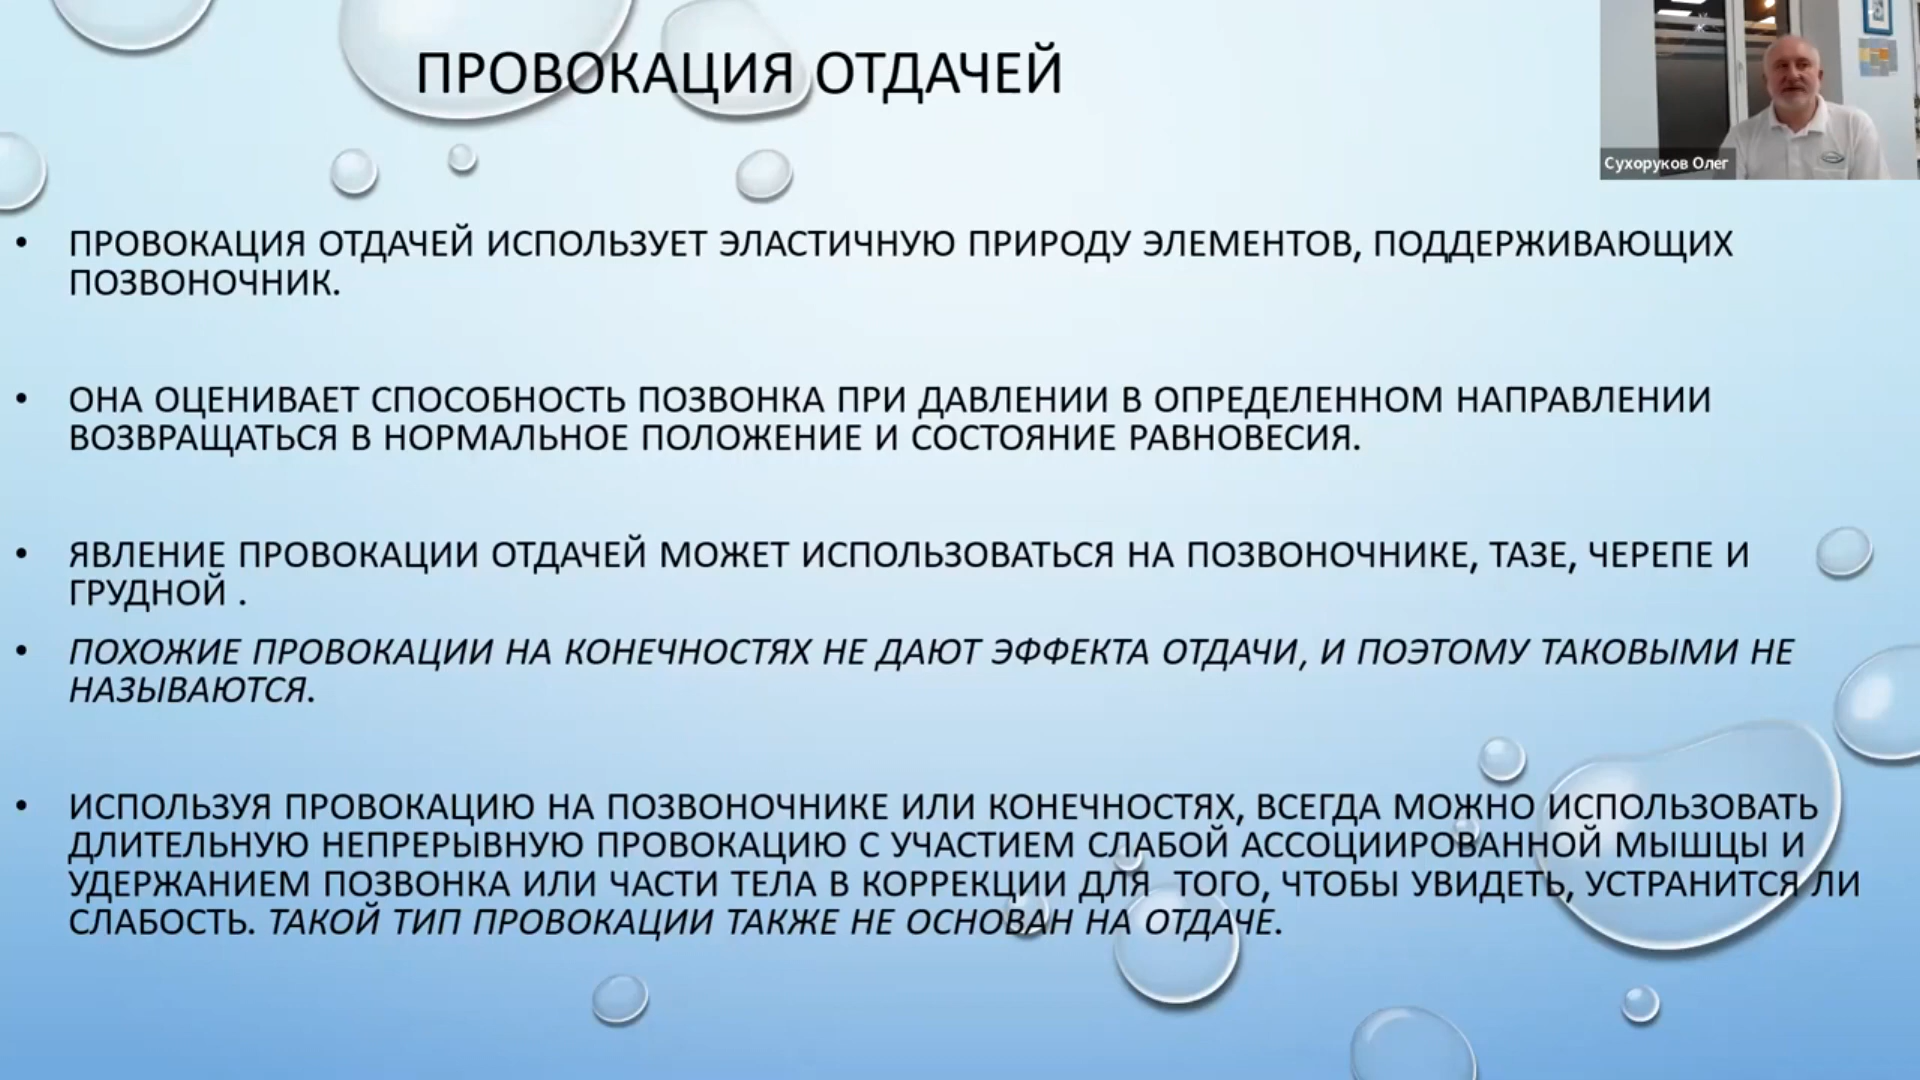 ПРОВОКАЦИЯ ОТДАЧЕЙ
Сухоруков Олег
• ПРОВОКАЦИЯ ОТДАЧЕЙ ИСПОЛЬЗУЕТ ЭЛАСТИЧНУЮ ПРИРОДУ ЭЛЕМЕНТОВ, ПОДДЕРЖИВАЮЩИХ
ПОЗВОНОЧНИК.
• ОНА ОЦЕНИВАЕТ СПОСОБНОСТЬ ПОЗВОНКА ПРИ ДАВЛЕНИИ В ОПРЕДЕЛЕННОМ НАПРАВЛЕНИИ
ВОЗВРАЩАТЬСЯ В НОРМАЛЬНОЕ ПОЛОЖЕНИЕ И СОСТОЯНИЕ РАВНОВЕСИЯ.
• ЯВЛЕНИЕ ПРОВОКАЦИИ ОТДАЧЕЙ МОЖЕТ ИСПОЛЬЗОВАТЬСЯ НА ПОЗВОНОЧНИКЕ, ТАЗЕ, ЧЕРЕПЕ И
ГРУДНОЙ .
• ПОХОЖИЕ ПРОВОКАЦИИ НА КОНЕЧНОСТЯХ НЕ ДАЮТ ЭФФЕКТА ОТДАЧИ, И ПОЭТОМУ ТАКОВЫМИ НЕ
НАЗЫВАЮТСЯ.
• ИСПОЛЬЗУЯ ПРОВОКАЦИЮ НА ПОЗВОНОЧНИКЕ ИЛИ КОНЕЧНОСТЯХ, ВСЕГДА МОЖНО ИСПОЛЬЗОВАТЬ
ДЛИТЕЛЬНУЮ НЕПРЕРЫВНУЮ ПРОВОКАЦИЮ С УЧАСТИЕМ СЛАБОЙ АССОЦИИРОВАННОЙ МЫШЦЫ И
УДЕРЖАНИЕМ ПОЗВОНКА ИЛИ ЧАСТИ ТЕЛА В КОРРЕКЦИИ ДЛЯ ТОГО, ЧТОБЫ УВИДЕТЬ, УСТРАНИТСЯ ЛИ
СЛАБОСТЬ. ТАКОЙ ТИП ПРОВОКАЦИИ ТАКЖЕ НЕ ОСНОВАН НА ОТДАЧЕ.